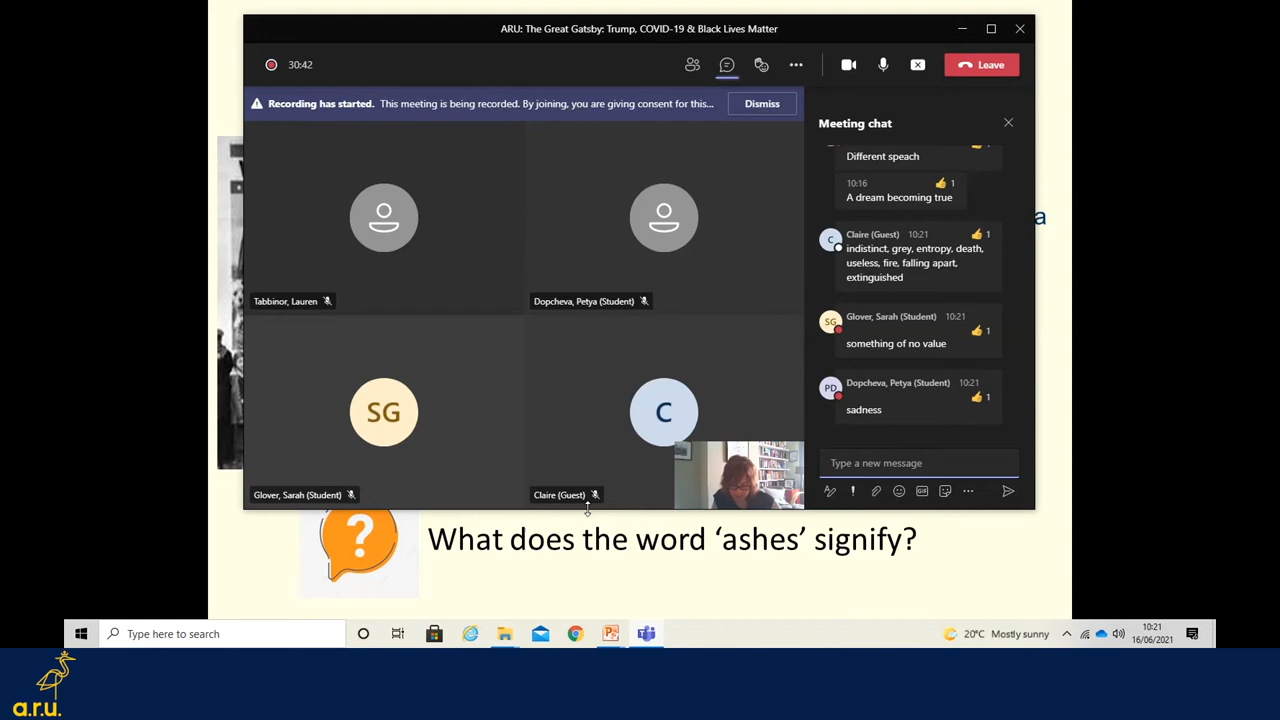 ARU: The Great Gatsby: Trump, COVID-19 & Black Lives Matter
30:42
Leave
Recording has started. This meeting is being recorded. By joining, you are giving consent for this...
Dismiss
Meeting chat
Different speach
1
10:16
1
A dream becoming true
C
Claire (Guest) 10:21
1
indistinct, grey, entropy, death,
useless, fire, falling apart,
extinguished
SG
Glover, Sarah (Student) 10:21
1
something of no value
PD
Dopcheva, Petya (Student) 10:21
1
sadness
Type a new message
GIF
Tabbinor, Lauren
Dopcheva, Petya (Student)
SG
C
Glover, Sarah (Student)
Claire (Guest)
a
?
What does the word ‘ashes’ signify?
Type here to search
20°C Mostly sunny
10:21
16/06/2021
a.r.u.